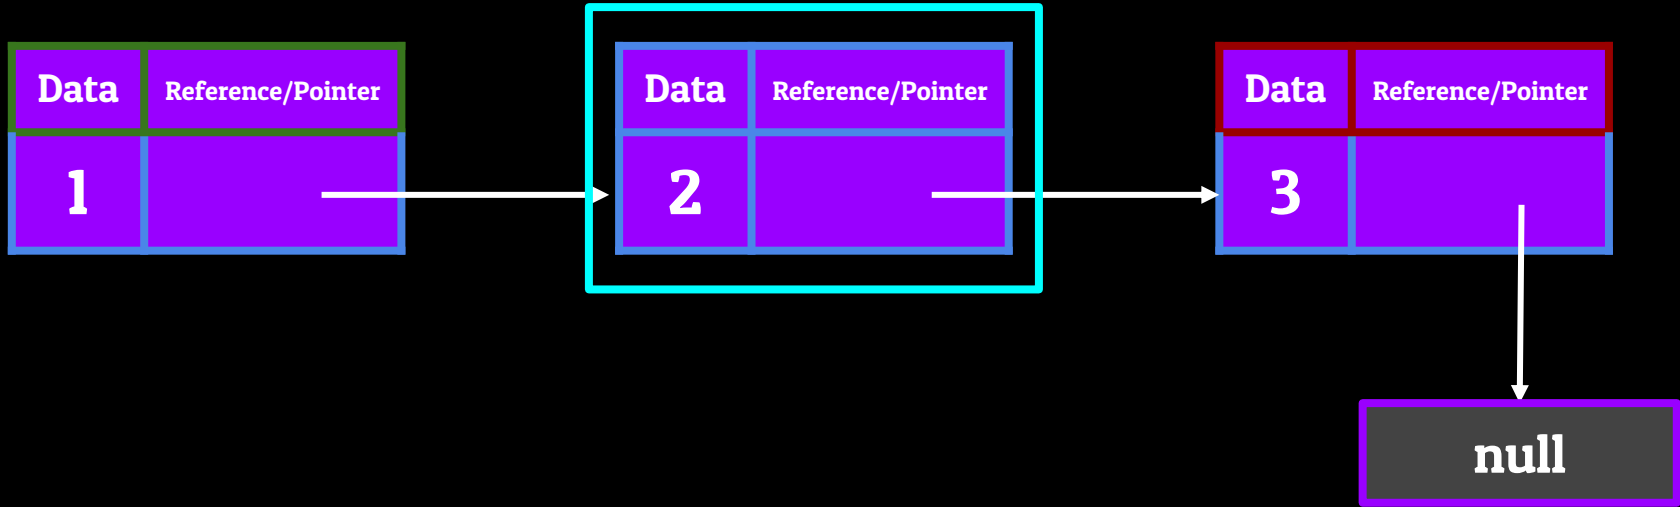 Data Reference/Pointer
1
Data Reference/Pointer
2
Data Reference/Pointer
3
null